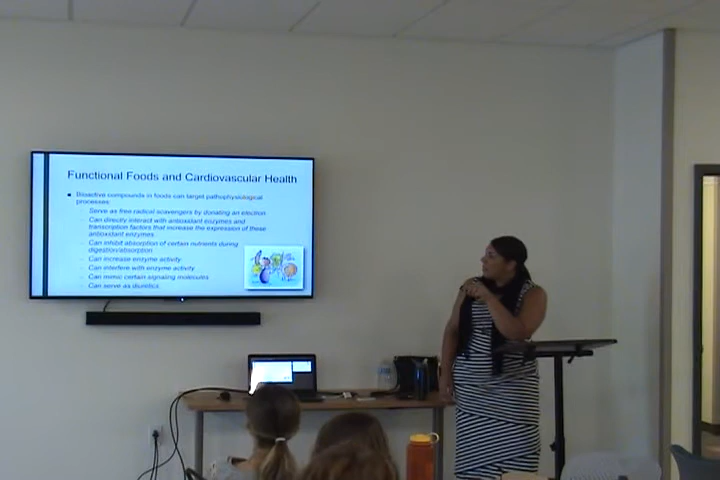 Functional Foods and Cardiovascular Health
Bioactive compounds in foods can target pathophysiological
processes:
Serve as free radical scavengers by donating an electron
Can directly interact with antioxidant enzymes and
transcription factors that increase the expression of these
antioxidant enzymes
Can inhibit absorption of certain nutrients during
digestion/absorption
Can increase enzyme activity
Can interfere with enzyme activity
Can mimic certain signaling molecules
Can serve as diuretics